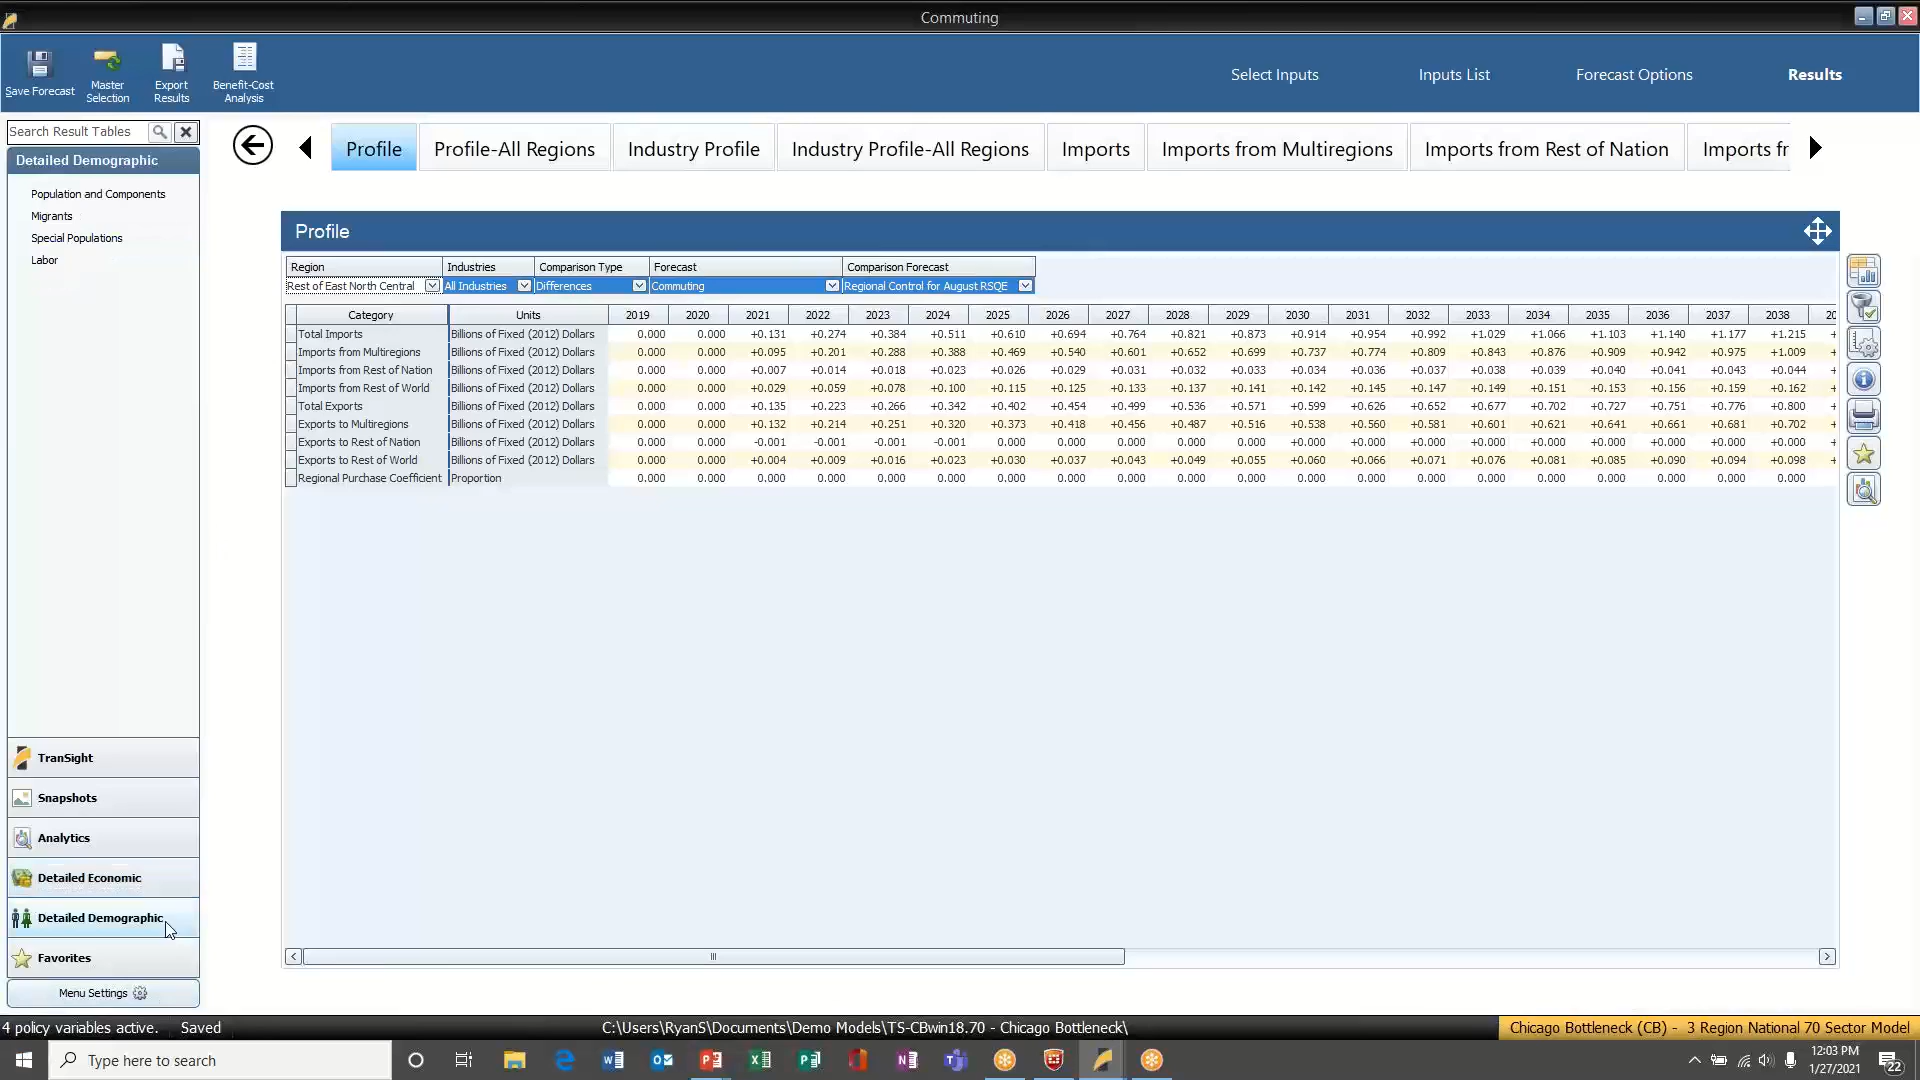 Commuting
Save Forecast
Master Selection
Export Results
Benefit-Cost Analysis
Select Inputs
Inputs List
Forecast Options
Results
Search Result Tables
Detailed Demographic
Population and Components
Migrants
Special Populations
Labor
Profile
Profile-All Regions
Industry Profile
Industry Profile-All Regions
Imports
Imports from Multiregions
Imports from Rest of Nation
Imports fr
Profile
Region Industries Comparison Type Forecast Comparison Forecast
Rest of East North Central All Industries Differences Commuting Regional Control for August RSQE
Category Units 2019 2020 2021 2022 2023 2024 2025 2026 2027 2028 2029 2030 2031 2032 2033 2034 2035 2036 2037 2038 20
Total Imports Billions of Fixed (2012) Dollars 0.000 0.000 +0.131 +0.274 +0.384 +0.511 +0.610 +0.694 +0.764 +0.821 +0.873 +0.914 +0.954 +0.992 +1.029 +1.066 +1.103 +1.140 +1.177 +1.215 +
Imports from Multiregions Billions of Fixed (2012) Dollars 0.000 0.000 +0.095 +0.201 +0.288 +0.388 +0.469 +0.540 +0.601 +0.652 +0.699 +0.737 +0.774 +0.809 +0.843 +0.876 +0.909 +0.942 +0.975 +1.009 +
Imports from Rest of Nation Billions of Fixed (2012) Dollars 0.000 0.000 +0.007 +0.014 +0.018 +0.023 +0.026 +0.029 +0.031 +0.032 +0.033 +0.034 +0.036 +0.037 +0.038 +0.039 +0.040 +0.041 +0.043 +0.044 +
Imports from Rest of World Billions of Fixed (2012) Dollars 0.000 0.000 +0.029 +0.059 +0.078 +0.100 +0.115 +0.125 +0.133 +0.137 +0.141 +0.142 +0.145 +0.147 +0.149 +0.151 +0.153 +0.156 +0.159 +0.162 +
Total Exports Billions of Fixed (2012) Dollars 0.000 0.000 +0.135 +0.223 +0.266 +0.342 +0.402 +0.454 +0.499 +0.536 +0.571 +0.599 +0.626 +0.652 +0.677 +0.702 +0.727 +0.751 +0.776 +0.800 +
Exports to Multiregions Billions of Fixed (2012) Dollars 0.000 0.000 +0.132 +0.214 +0.251 +0.320 +0.373 +0.418 +0.456 +0.487 +0.516 +0.538 +0.560 +0.581 +0.601 +0.621 +0.641 +0.661 +0.681 +0.702 +
Exports to Rest of Nation Billions of Fixed (2012) Dollars 0.000 0.000 -0.001 -0.001 -0.001 -0.001 0.000 0.000 0.000 0.000 0.000 +0.000 +0.000 +0.000 +0.000 +0.000 +0.000 +0.000 +0.000 +0.000 +
Exports to Rest of World Billions of Fixed (2012) Dollars 0.000 0.000 +0.004 +0.009 +0.016 +0.023 +0.030 +0.037 +0.043 +0.049 +0.055 +0.060 +0.066 +0.071 +0.076 +0.081 +0.085 +0.090 +0.094 +0.098 +
Regional Purchase Coefficient Proportion 0.000 0.000 0.000 0.000 0.000 0.000 0.000 0.000 0.000 0.000 0.000 0.000 0.000 0.000 0.000 0.000 0.000 0.000 0.000 0.000
TranSight
Snapshots
Analytics
Detailed Economic
Detailed Demographic
Favorites
Menu Settings
4 policy variables active. Saved
C:\Users\RyanS\Documents\Demo Models\TS-CBwin18.70 - Chicago Bottleneck\
Chicago Bottleneck (CB) - 3 Region National 70 Sector Model
Type here to search
12:03 PM
1/27/2021
22